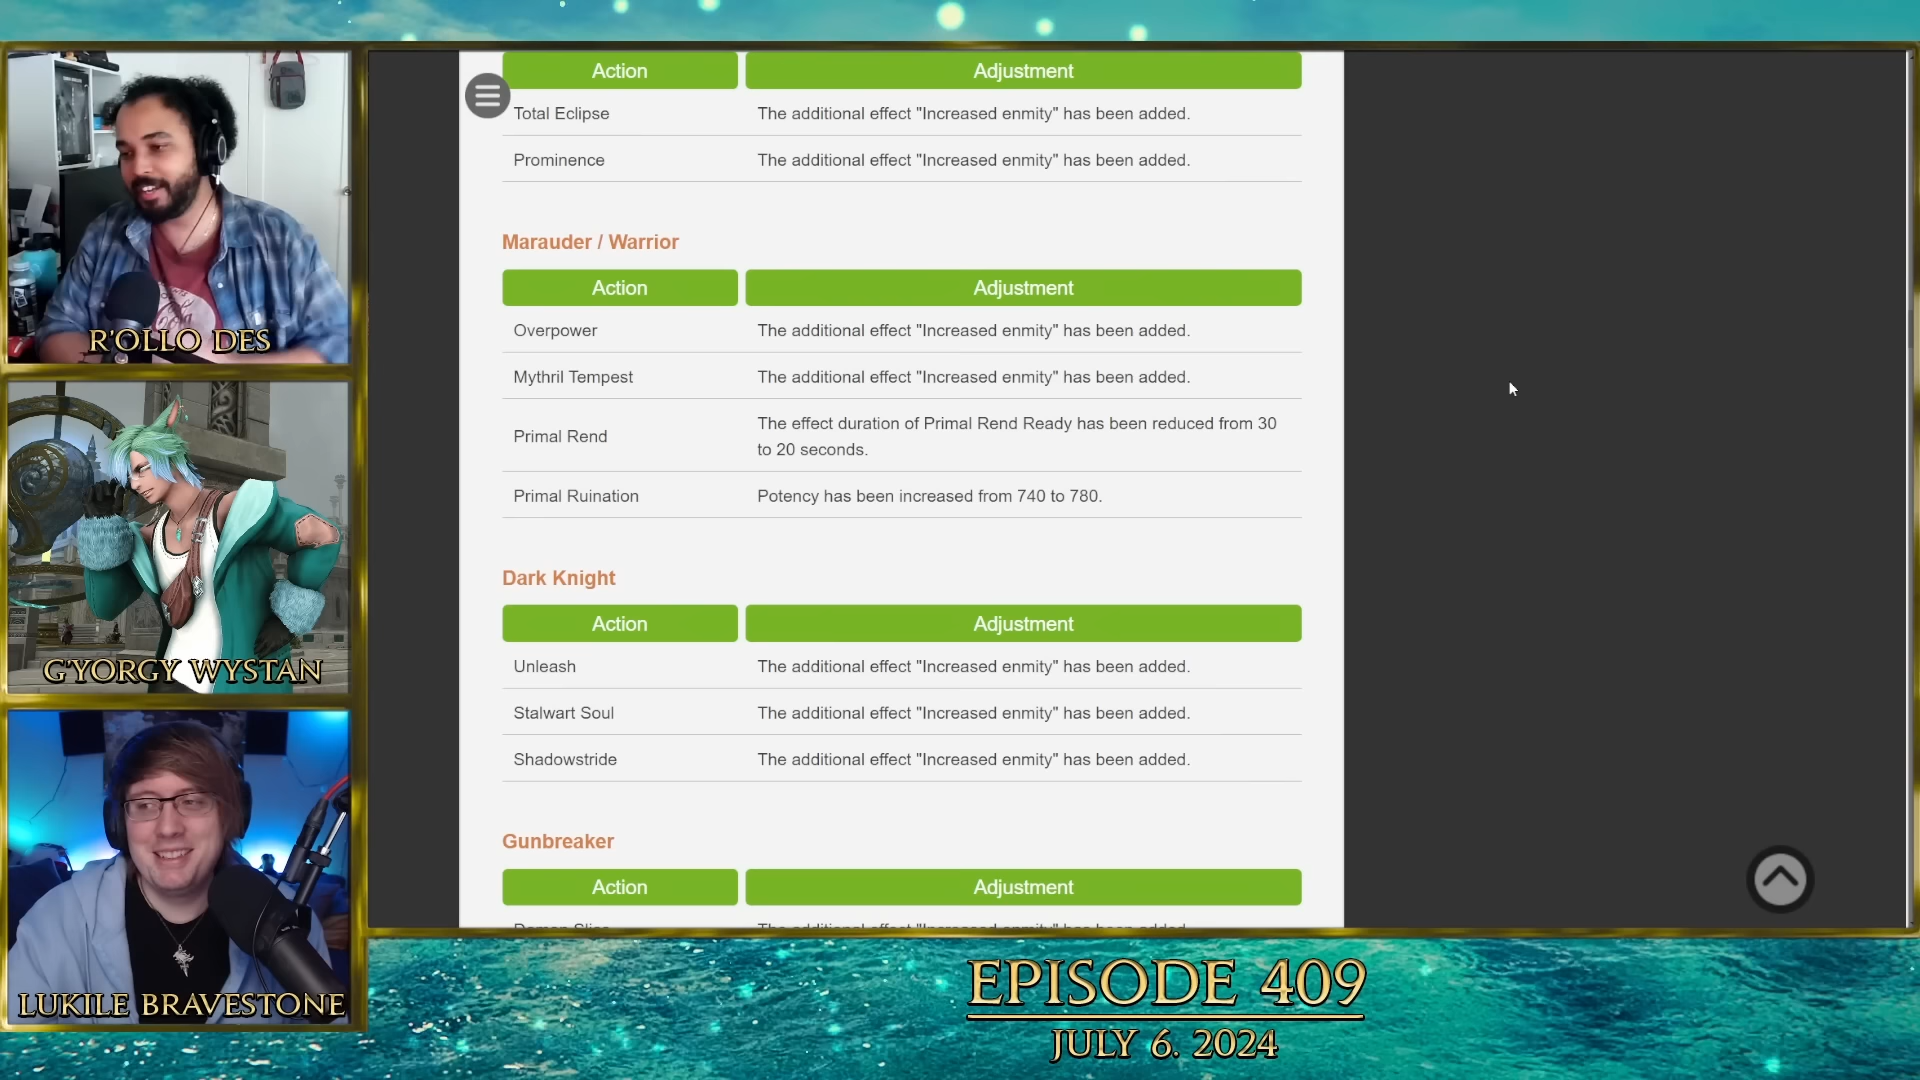 Action Adjustment
Total Eclipse The additional effect "Increased enmity" has been added.
Prominence The additional effect "Increased enmity" has been added.
Marauder / Warrior
Action Adjustment
Overpower The additional effect "Increased enmity" has been added.
Mythril Tempest The additional effect "Increased enmity" has been added.
Primal Rend The effect duration of Primal Rend Ready has been reduced from 30
to 20 seconds.
Primal Ruination Potency has been increased from 740 to 780.
Dark Knight
Action Adjustment
Unleash The additional effect "Increased enmity" has been added.
Stalwart Soul The additional effect "Increased enmity" has been added.
Shadowstride The additional effect "Increased enmity" has been added.
Gunbreaker
Action Adjustment
R'OLLO DES
G'YORGY WYSTAN
LUKILE BRAVESTONE
EPISODE 409
JULY 6. 2024